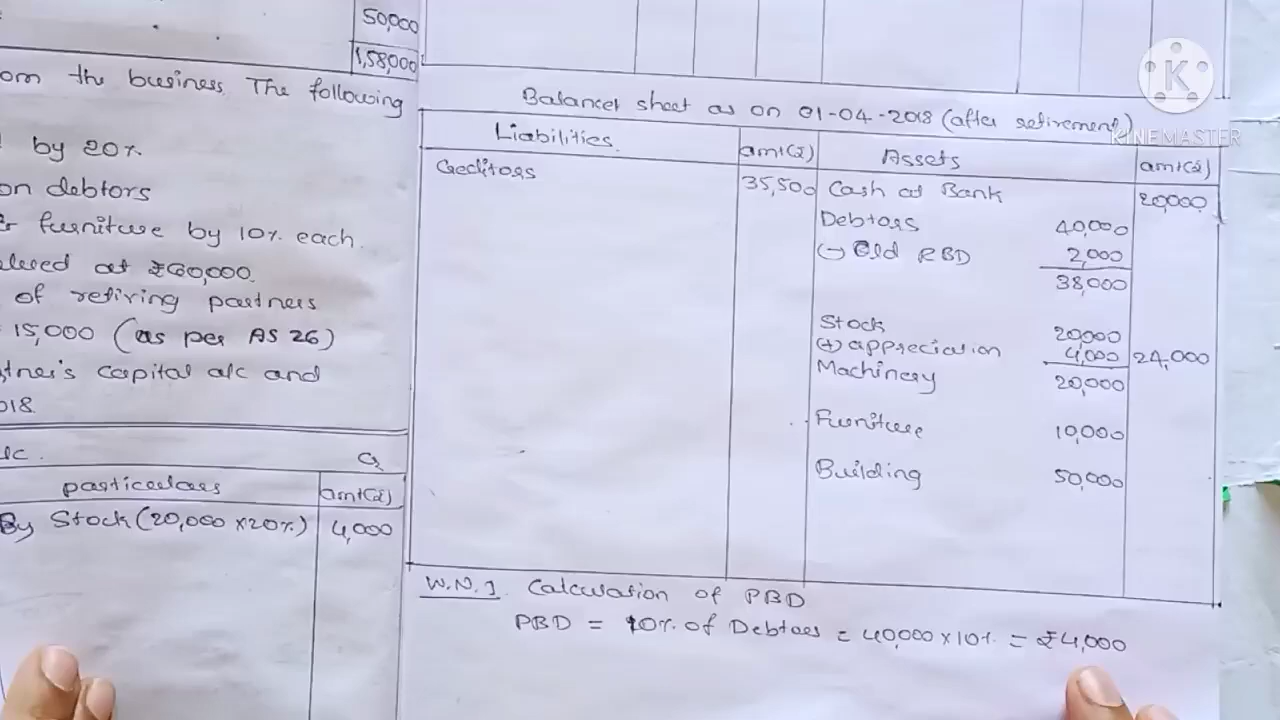 50,000
1,58,000
om the business. The following
by 20%
on debtors
& furniture by 10% each.
at ₹60,000.
of retiring partners
15,000 (as per AS 26)
tner's capital a/c and
018
Balancer sheet as on 01-04-2018 (after retirement)
Liabilities. amt(₹) Assets amt(₹)
Creditors 35,500 Cash at Bank 20,000
Debtors 40,000
(-) Old RBD 2,000
38,000
Stock 20,000
(+) appreciation 4,000 24,000
Machinery 20,000
Furniture 10,000
Building 50,000
W.N.1. Calculation of PBD
PBD = 10% of Debtors = 40,000 x 10% = ₹4,000
Cr
particulars amt(₹)
By Stock (20,000 x 20%) 4,000
K
KINEMASTER